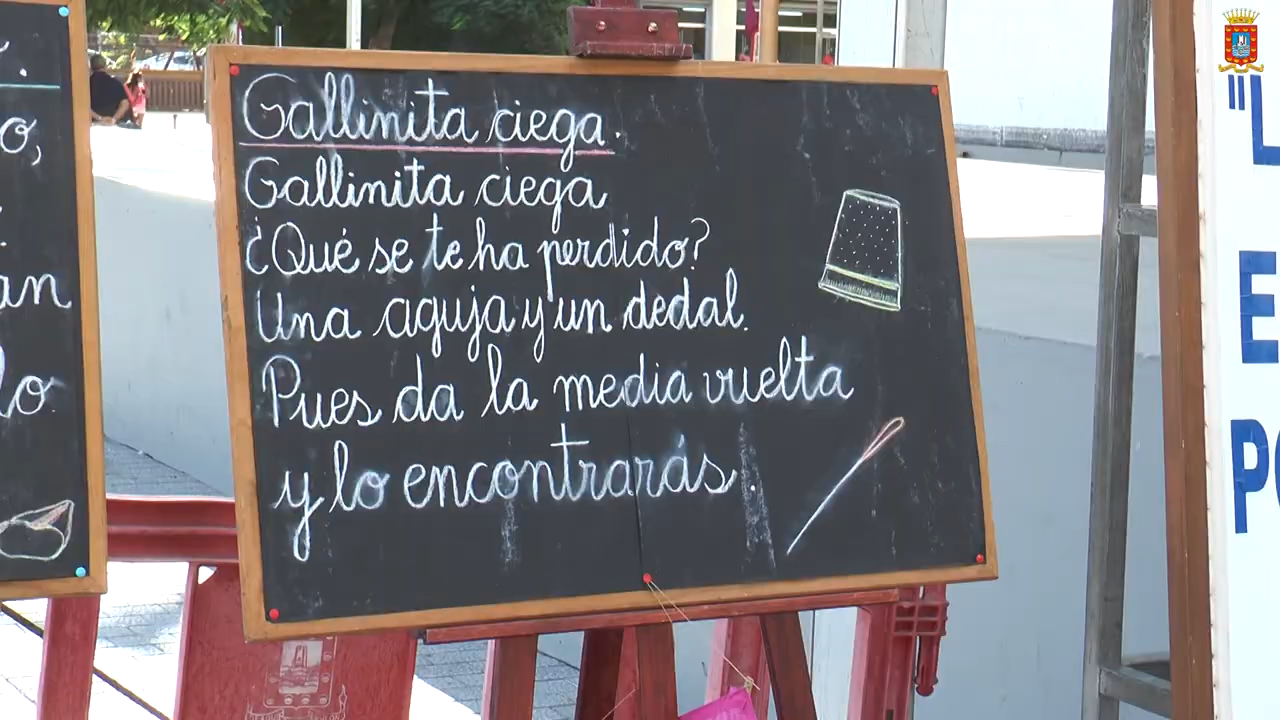 Gallinita ciega.
Gallinita ciega
¿Qué se te ha perdido?
Una aguja y un dedal.
Pues da la media vuelta
y lo encontrarás.